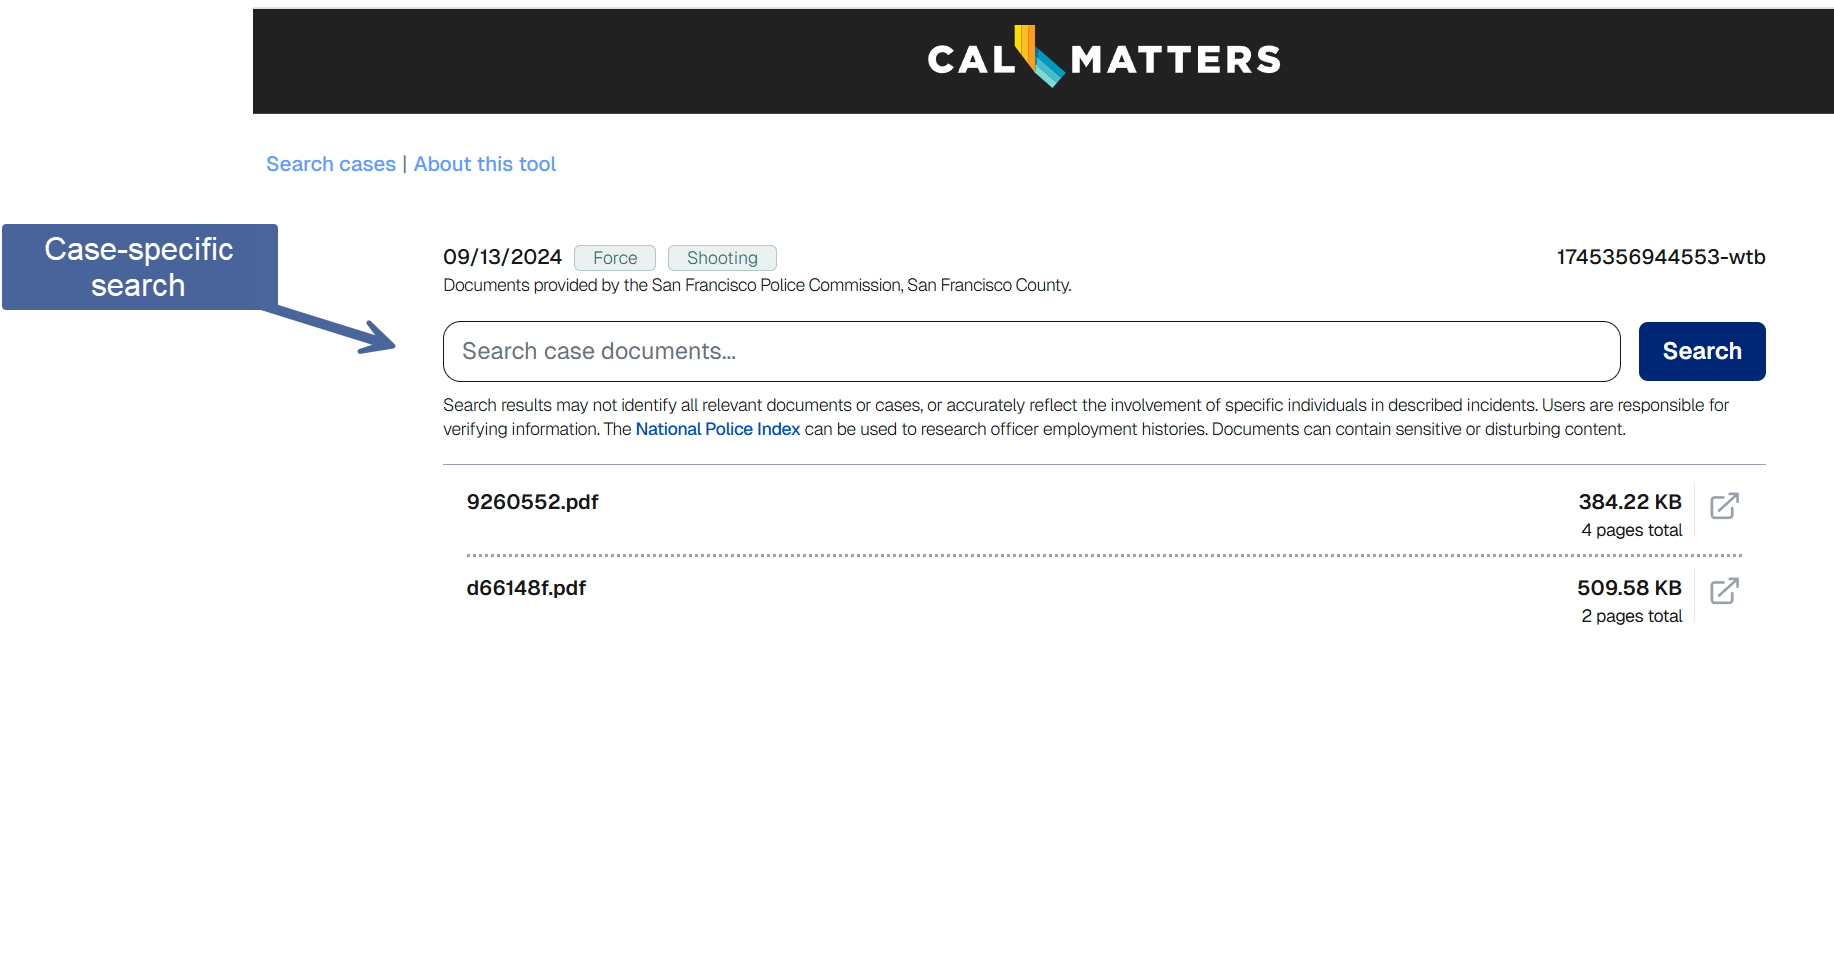 CAL MATTERS
Search cases | About this tool
Case-specific
search
09/13/2024 Force Shooting 1745356944553-wtb
Documents provided by the San Francisco Police Commission, San Francisco County.
Search case documents... Search
Search results may not identify all relevant documents or cases, or accurately reflect the involvement of specific individuals in described incidents. Users are responsible for
verifying information. The National Police Index can be used to research officer employment histories. Documents can contain sensitive or disturbing content.
9260552.pdf 384.22 KB
4 pages total
d66148f.pdf 509.58 KB
2 pages total